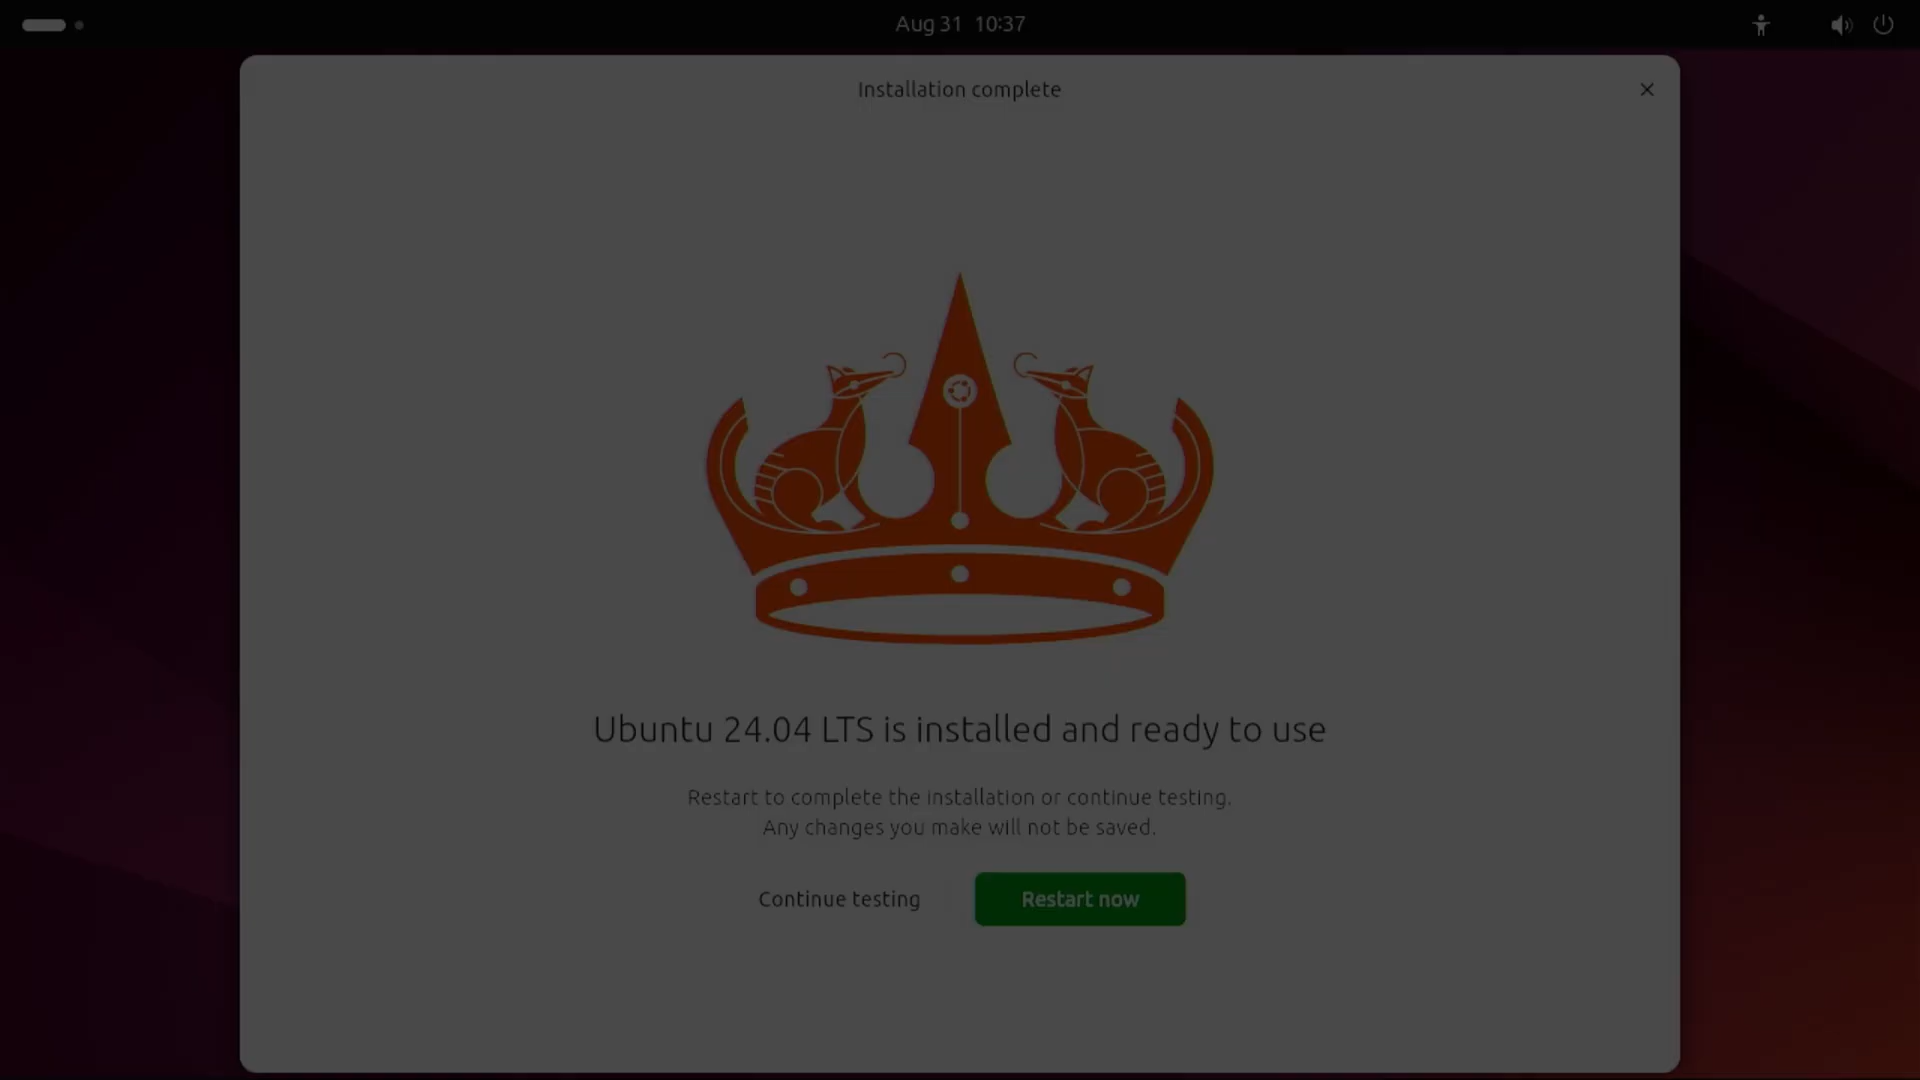 Aug 31 10:37
Installation complete
Ubuntu 24.04 LTS is installed and ready to use
Restart to complete the installation or continue testing.
Any changes you make will not be saved.
Continue testing
Restart now